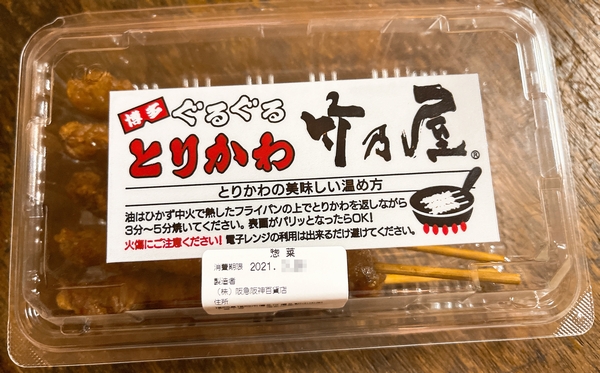 博多
ぐるぐる
とりかわ
竹乃屋®
とりかわの美味しい温め方
油はひかず中火で熱したフライパンの上でとりかわを返しながら
3分〜5分焼いてください。表面がパリッとなったらOK!
火傷にご注意ください! 電子レンジの利用は出来るだけ避けてください。
惣菜
消費期限 2021.
製造者
(株)阪急阪神百貨店
住所